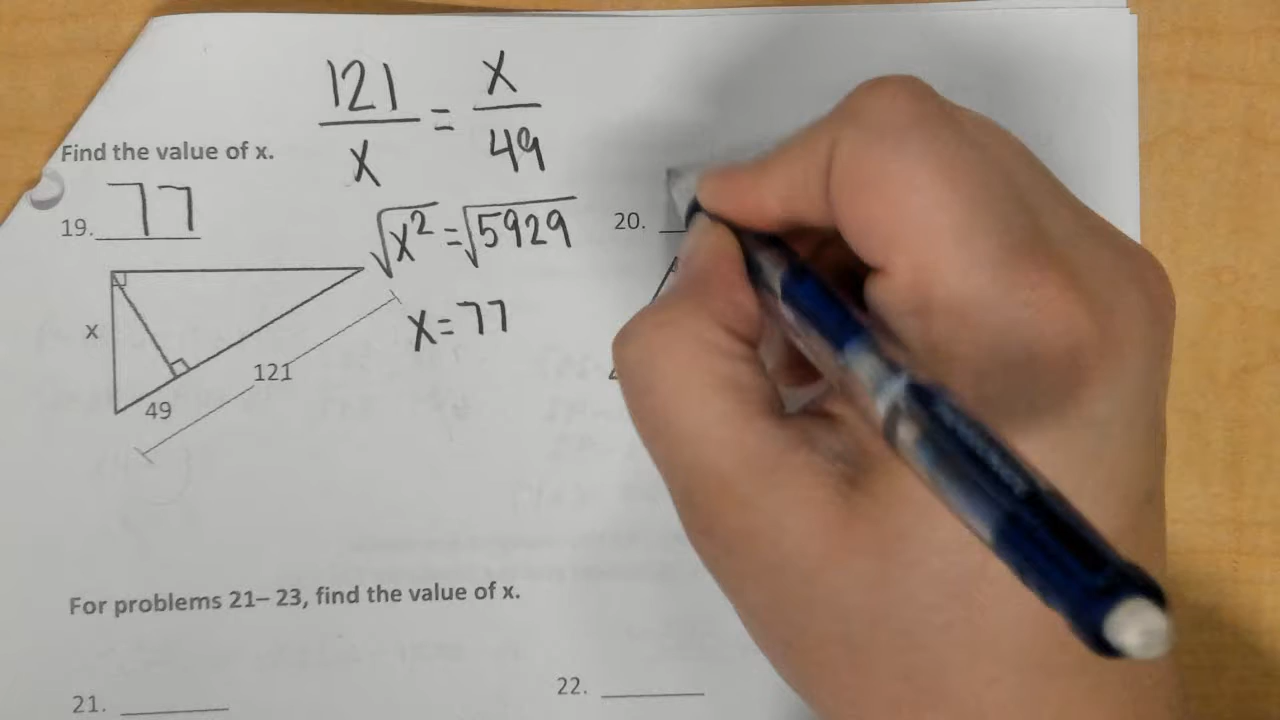 121/x = x/49
Find the value of x.
19. 77
√x² = √5929
x = 77
20.
x
121
49
For problems 21– 23, find the value of x.
21.
22.